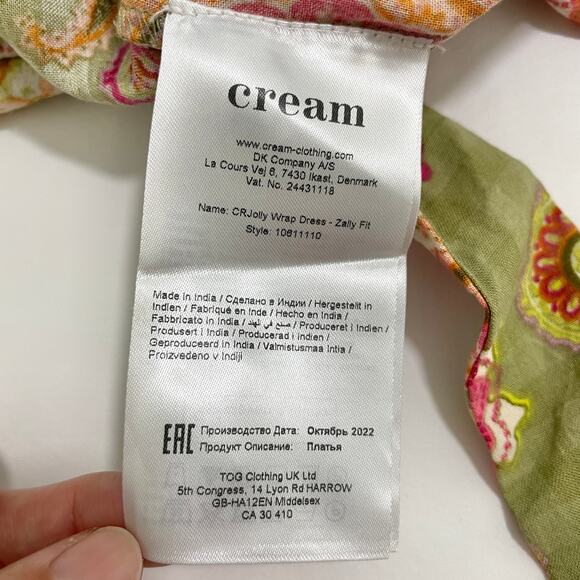 cream
www.cream-clothing.com
DK Company A/S
La Cours Vej 6, 7430 Ikast, Denmark
Vat. No. 24431118
Name: CRJolly Wrap Dress - Zally Fit
Style: 10611110
Made in India / Сделано в Индии / Hergestellt in
Indien / Fabriqué en Inde / Hecho en India /
Fabbricato in India / صنع في الهند / Produceret i Indien /
Produsert i India / Producerad i Indien /
Geproduceerd in India / Valmistusmaa Intia /
Proizvedeno v Indiji
EAC Производство Дата: Октябрь 2022
Продукт Описание: Платья
TOG Clothing UK Ltd
5th Congress, 14 Lyon Rd HARROW
GB-HA12EN Middelsex
CA 30 410